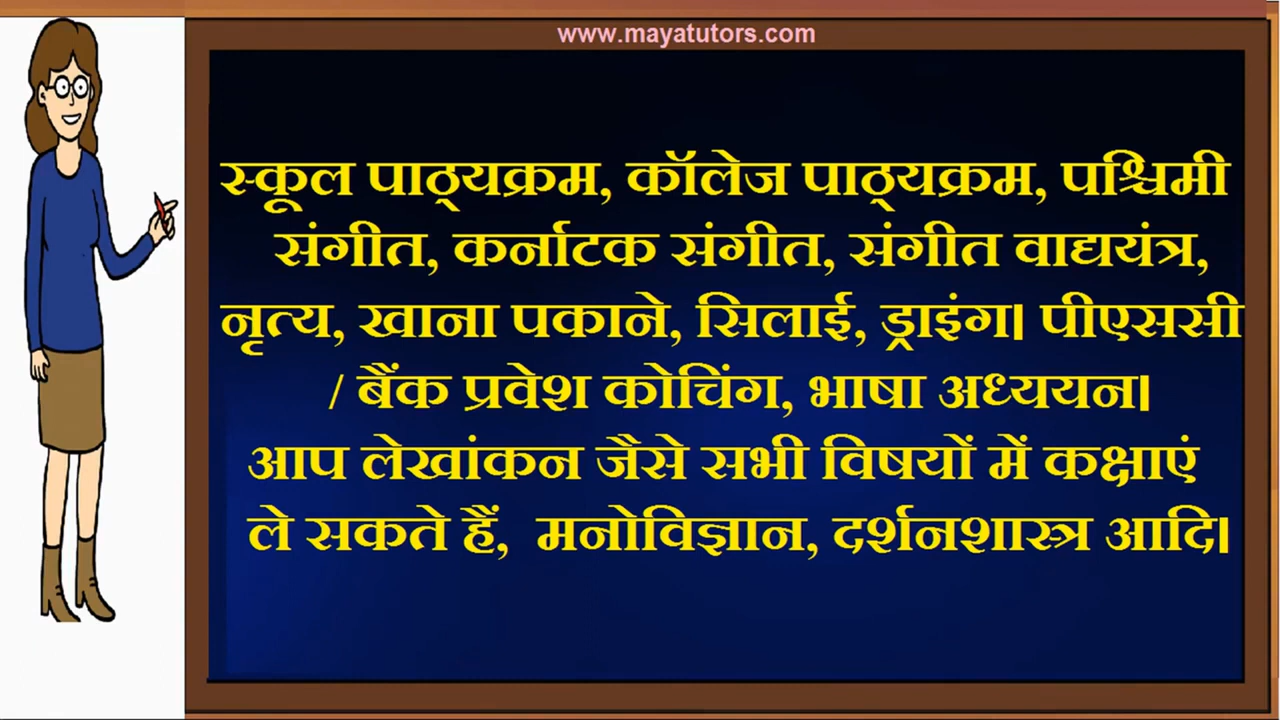 www.mayatutors.com
स्कूल पाठ्यक्रम, कॉलेज पाठ्यक्रम, पश्चिमी
संगीत, कर्नाटक संगीत, संगीत वाद्ययंत्र,
नृत्य, खाना पकाने, सिलाई, ड्राइंग। पीएससी
/ बैंक प्रवेश कोचिंग, भाषा अध्ययन।
आप लेखांकन जैसे सभी विषयों में कक्षाएं
ले सकते हैं, मनोविज्ञान, दर्शनशास्त्र आदि।